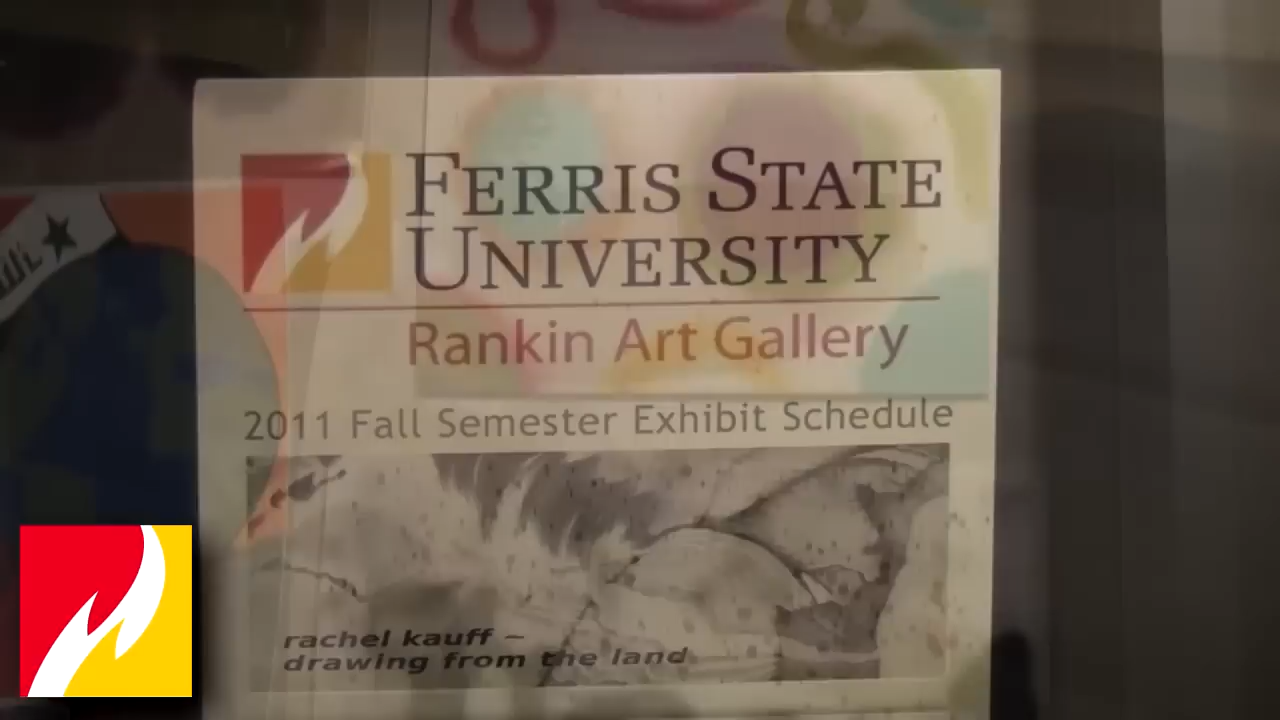 FERRIS STATE
UNIVERSITY
Rankin Art Gallery
2011 Fall Semester Exhibit Schedule
rachel kauff ~
drawing from the land